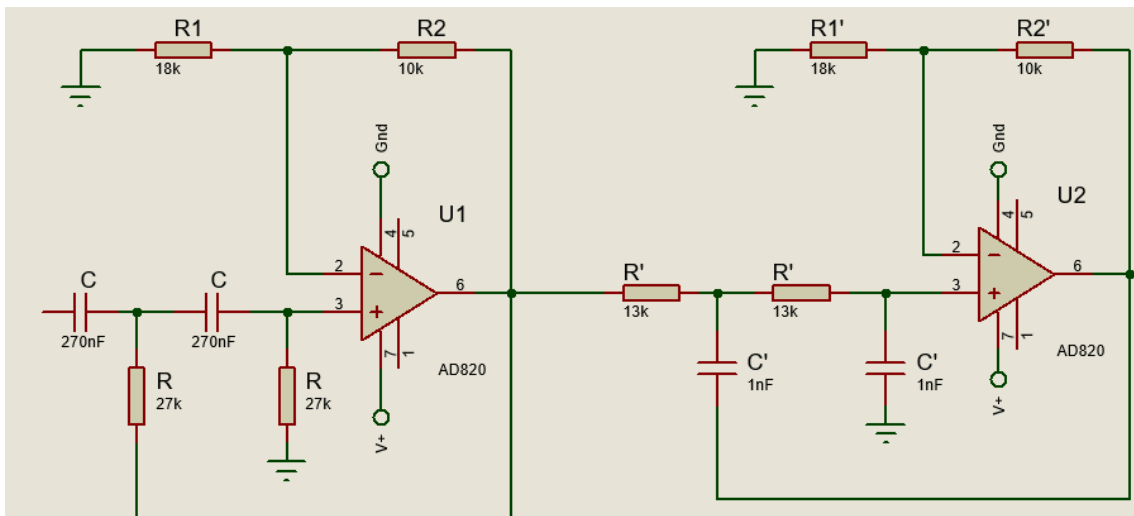 R1
18k
R2
10k
R1'
18k
R2'
10k
Gnd
4
5
U1
2
3
6
7
1
AD820
V+
C
270nF
C
270nF
R
27k
R
27k
R'
13k
R'
13k
C'
1nF
C'
1nF
Gnd
4
5
U2
2
3
6
7
1
AD820
V+